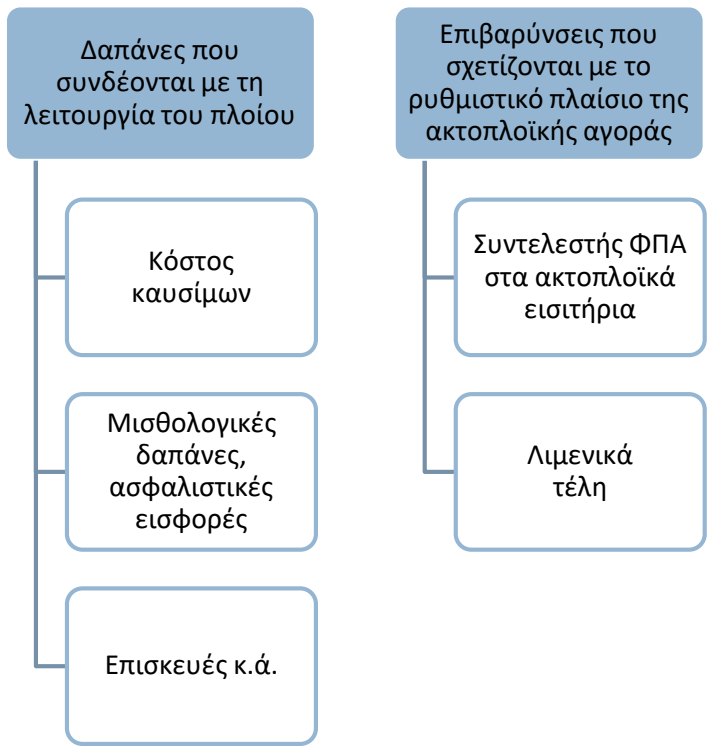 Δαπάνες που
συνδέονται με τη
λειτουργία του πλοίου
Κόστος
καυσίμων
Μισθολογικές
δαπάνες,
ασφαλιστικές
εισφορές
Επισκευές κ.ά.
Επιβαρύνσεις που
σχετίζονται με το
ρυθμιστικό πλαίσιο της
ακτοπλοϊκής αγοράς
Συντελεστής ΦΠΑ
στα ακτοπλοϊκά
εισιτήρια
Λιμενικά
τέλη